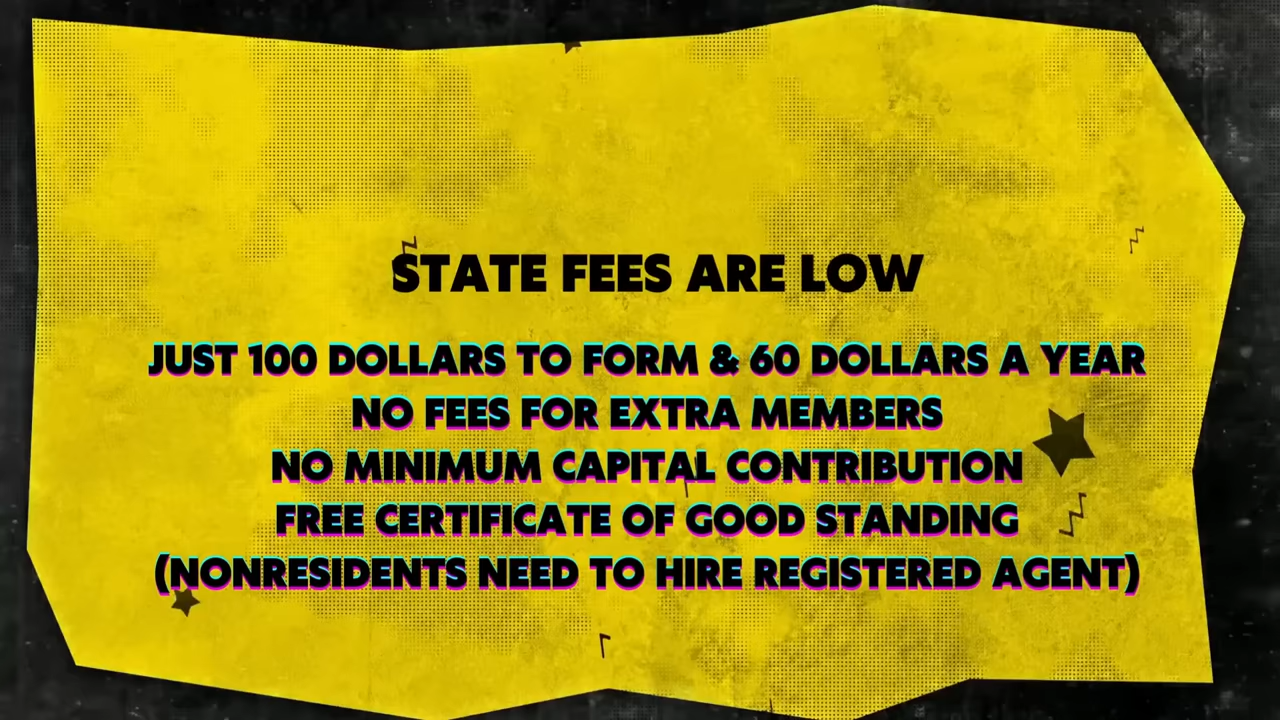 STATE FEES ARE LOW
JUST 100 DOLLARS TO FORM & 60 DOLLARS A YEAR
NO FEES FOR EXTRA MEMBERS
NO MINIMUM CAPITAL CONTRIBUTION
FREE CERTIFICATE OF GOOD STANDING
(NONRESIDENTS NEED TO HIRE REGISTERED AGENT)